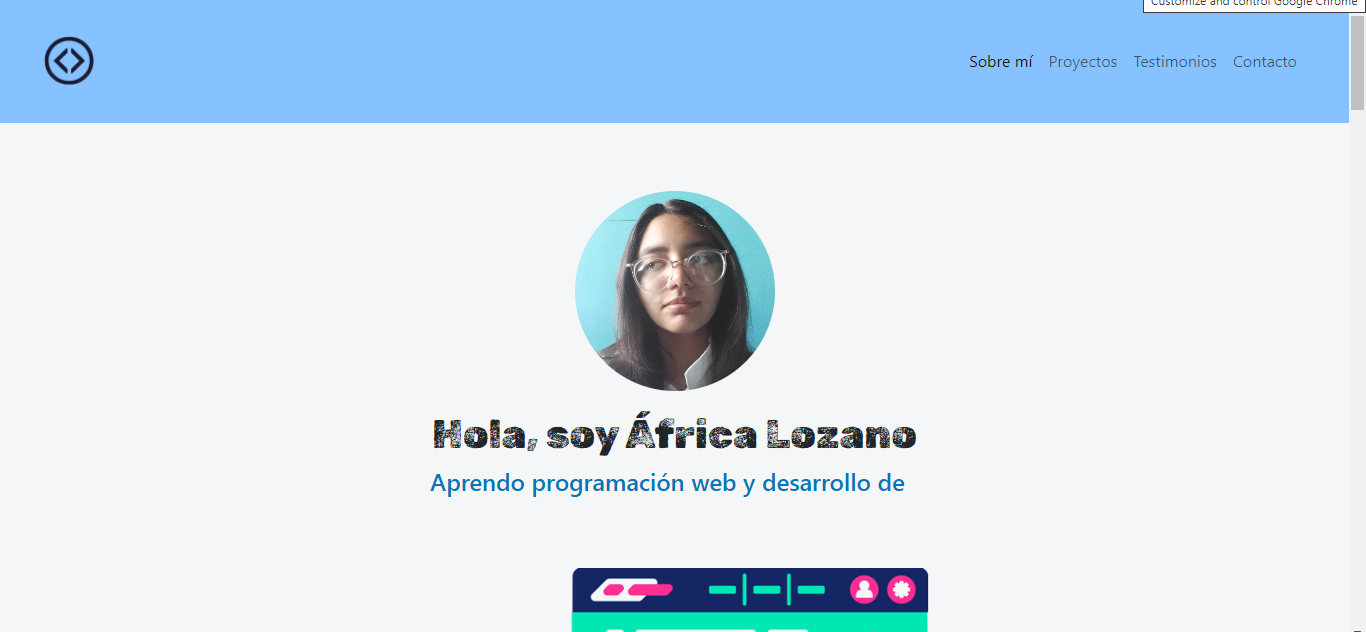 Customize and control Google Chrome
Sobre mí Proyectos Testimonios Contacto
Hola, soy África Lozano
Aprendo programación web y desarrollo de